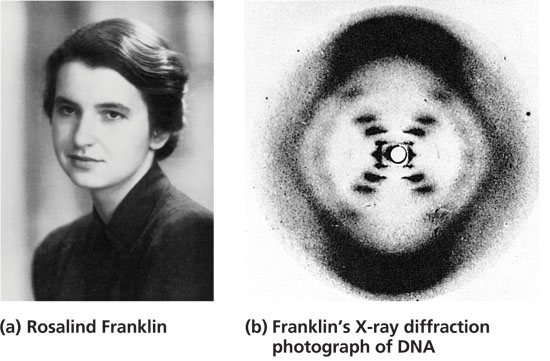 (a) Rosalind Franklin
(b) Franklin's X-ray diffraction
photograph of DNA